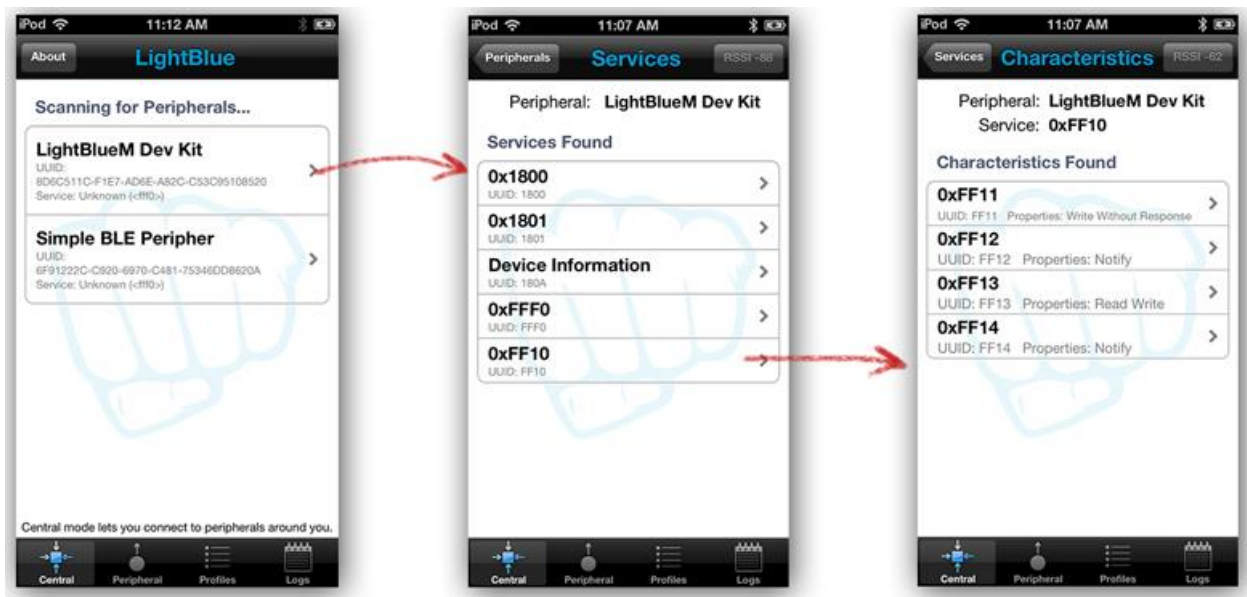 iPod 11:12 AM
About LightBlue
Scanning for Peripherals...
LightBlueM Dev Kit
UUID:
8D6C511C-F1E7-AD6E-A82C-C53C95108520
Service: Unknown (<fff0>)
Simple BLE Peripher
UUID:
6F91222C-C920-6970-C481-75346DD8620A
Service: Unknown (<fff0>)
Central mode lets you connect to peripherals around you.
Central Peripheral Profiles Logs
iPod 11:07 AM
Peripherals Services RSSI -88
Peripheral: LightBlueM Dev Kit
Services Found
0x1800
UUID: 1800
0x1801
UUID: 1801
Device Information
UUID: 180A
0xFFF0
UUID: FFF0
0xFF10
UUID: FF10
Central Peripheral Profiles Logs
iPod 11:07 AM
Services Characteristics RSSI -62
Peripheral: LightBlueM Dev Kit
Service: 0xFF10
Characteristics Found
0xFF11
UUID: FF11 Properties: Write Without Response
0xFF12
UUID: FF12 Properties: Notify
0xFF13
UUID: FF13 Properties: Read Write
0xFF14
UUID: FF14 Properties: Notify
Central Peripheral Profiles Logs